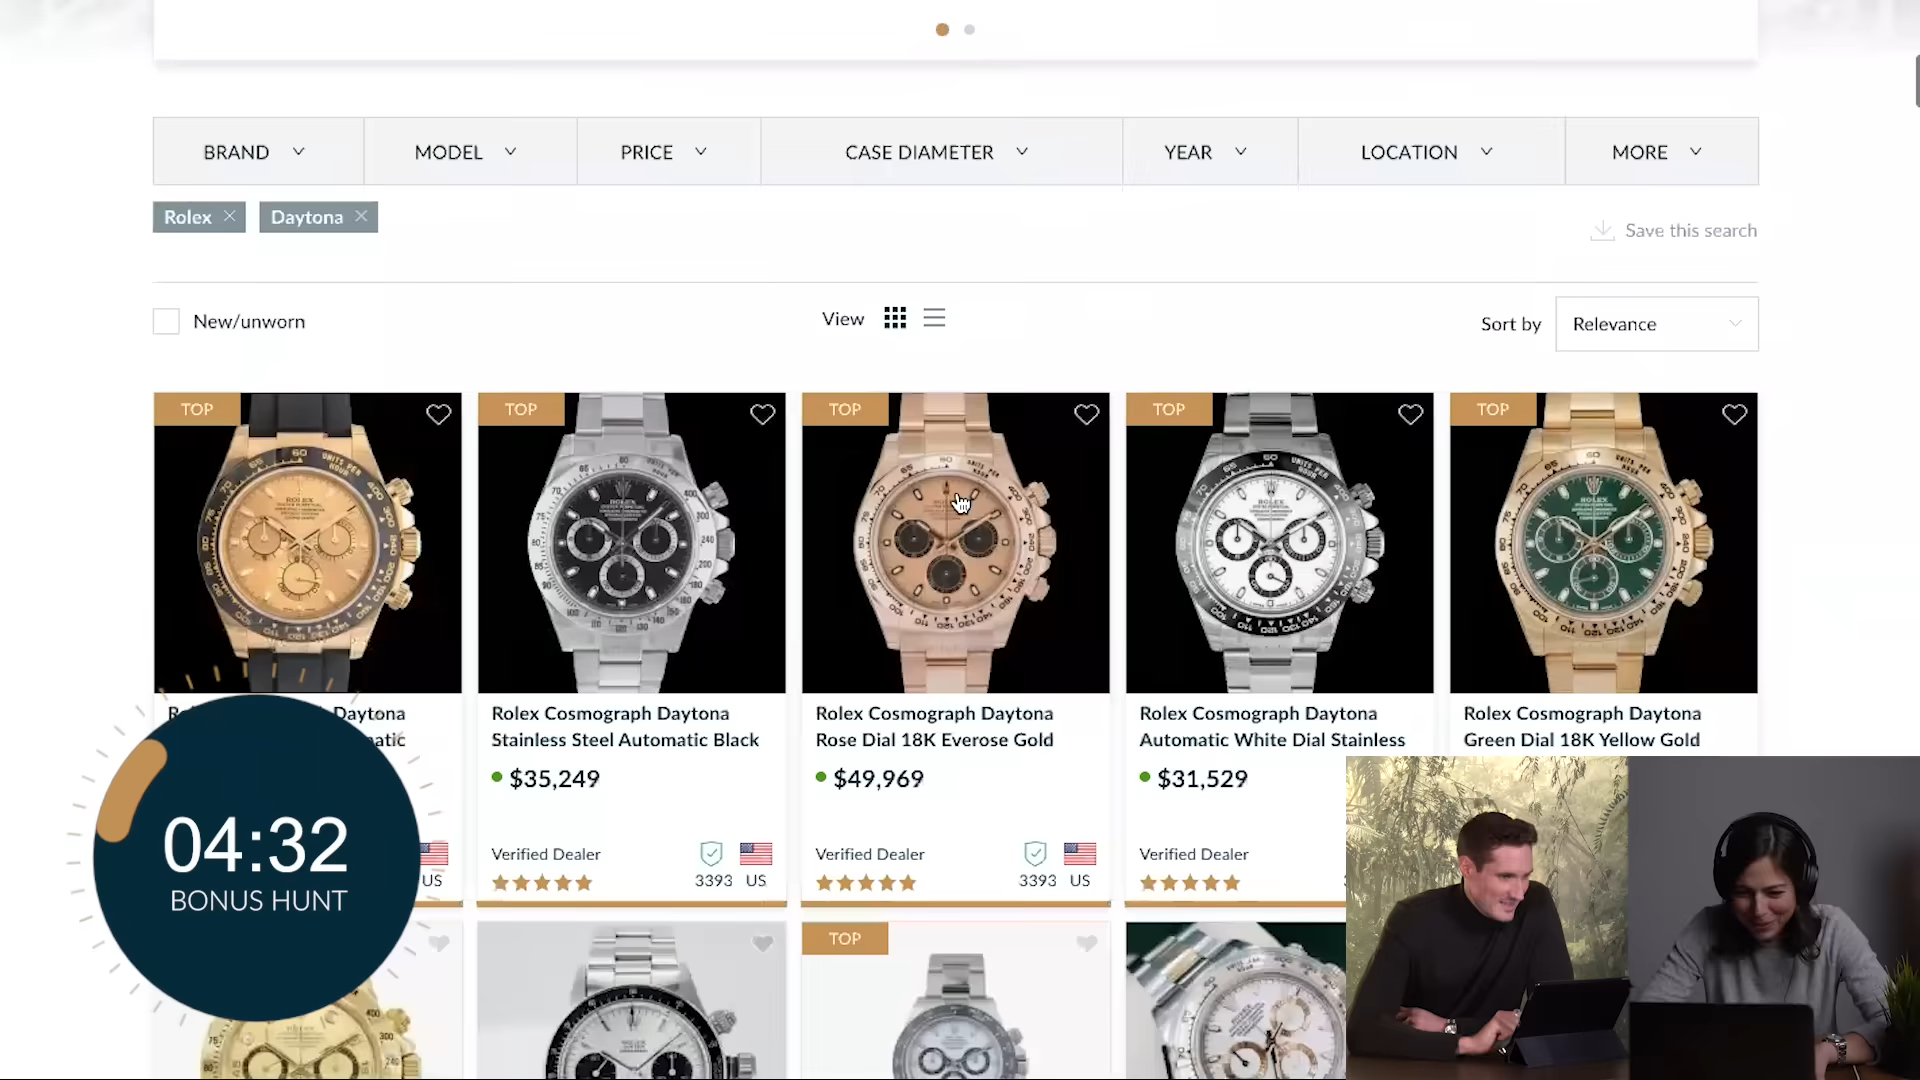 BRAND
MODEL
PRICE
CASE DIAMETER
YEAR
LOCATION
MORE
Rolex
Daytona
Save this search
New/unworn
View
Sort by
Relevance
TOP
TOP
TOP
TOP
TOP
Daytona
Rolex Cosmograph Daytona
Stainless Steel Automatic Black
$35,249
Verified Dealer
3393
US
Rolex Cosmograph Daytona
Rose Dial 18K Everose Gold
$49,969
Verified Dealer
3393
US
Rolex Cosmograph Daytona
Automatic White Dial Stainless
$31,529
Verified Dealer
Rolex Cosmograph Daytona
Green Dial 18K Yellow Gold
US
04:32
BONUS HUNT
TOP